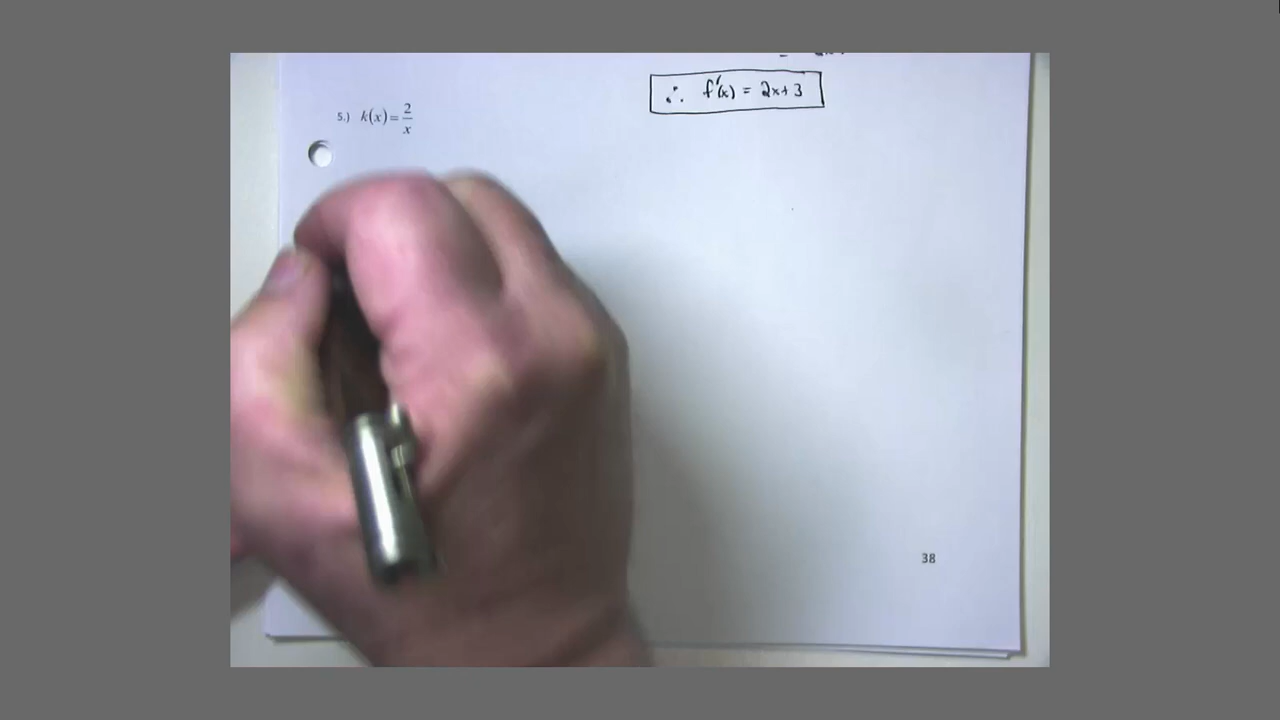 ∴ f'(x) = 2x+3
5.) k(x) = 2/x
38